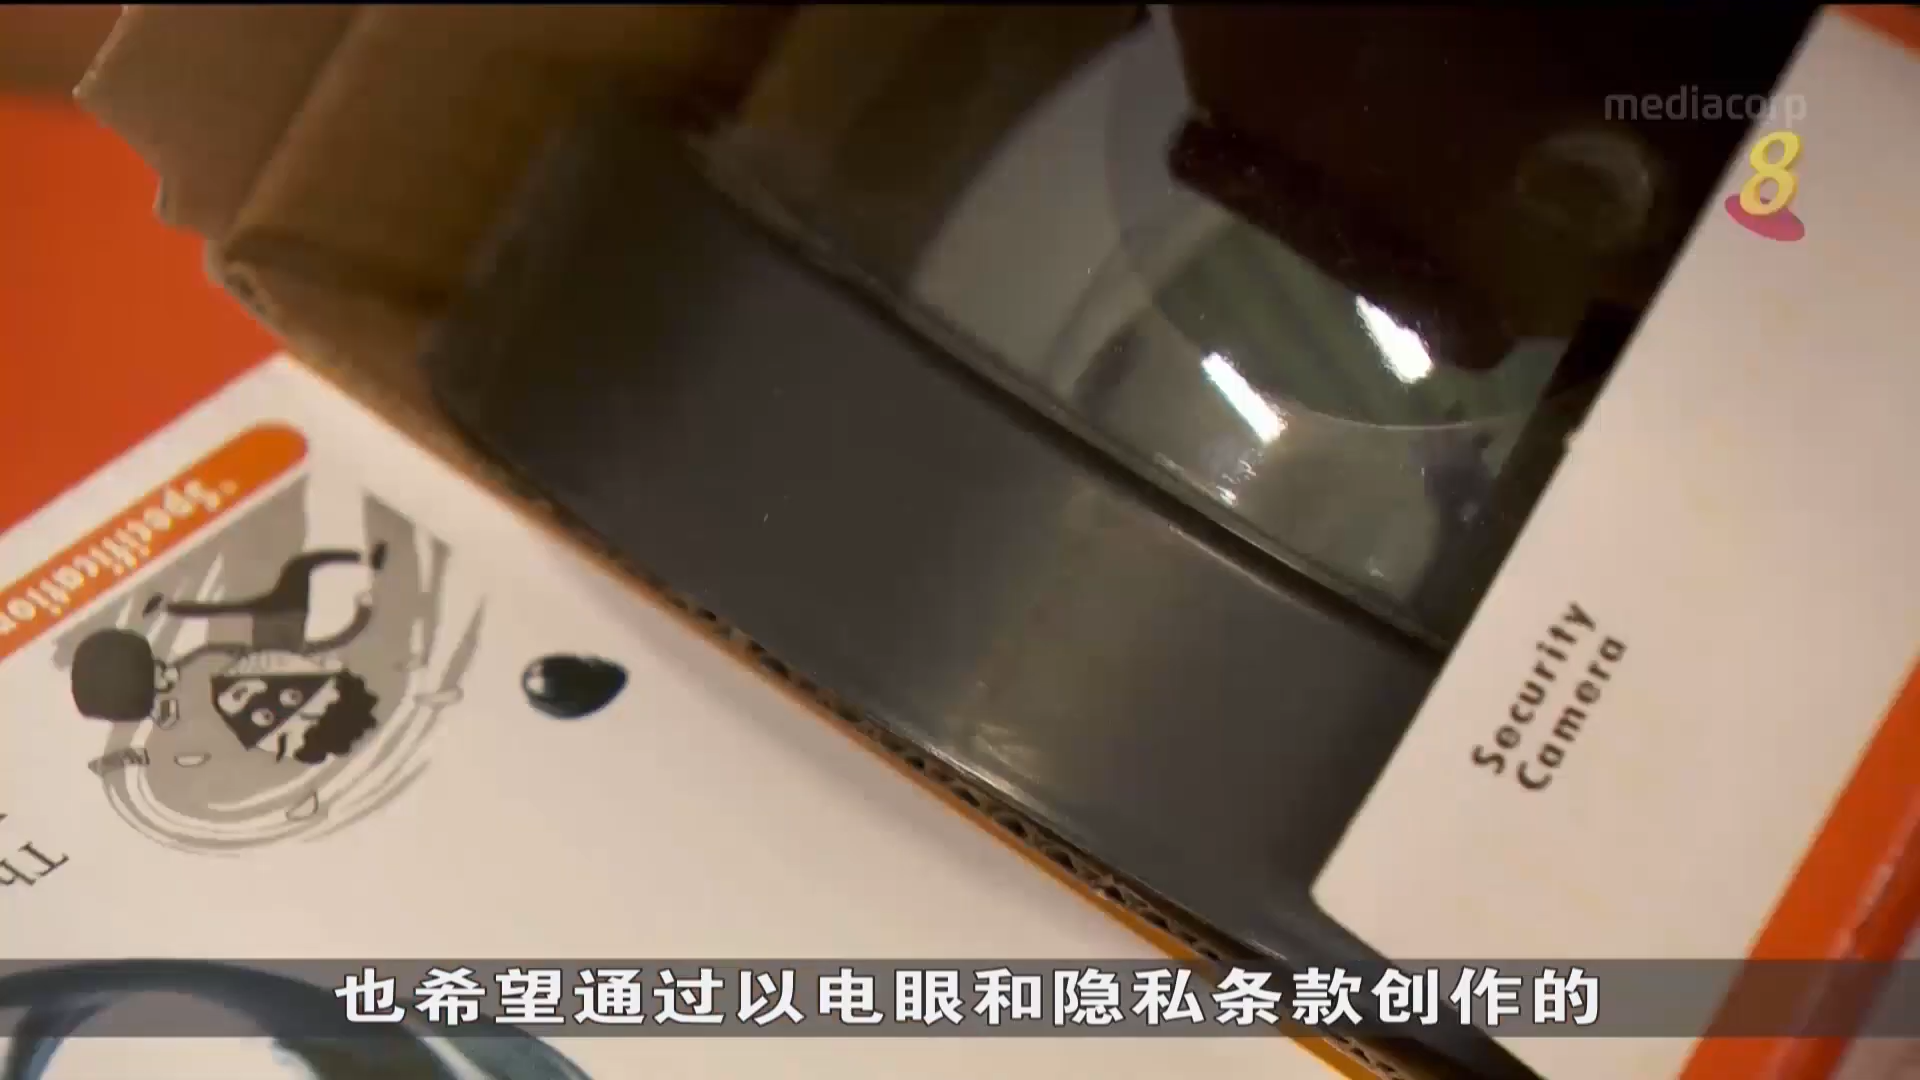 mediacorp
8
Specification
Th
Security
Camera
也希望通过以电眼和隐私条款创作的